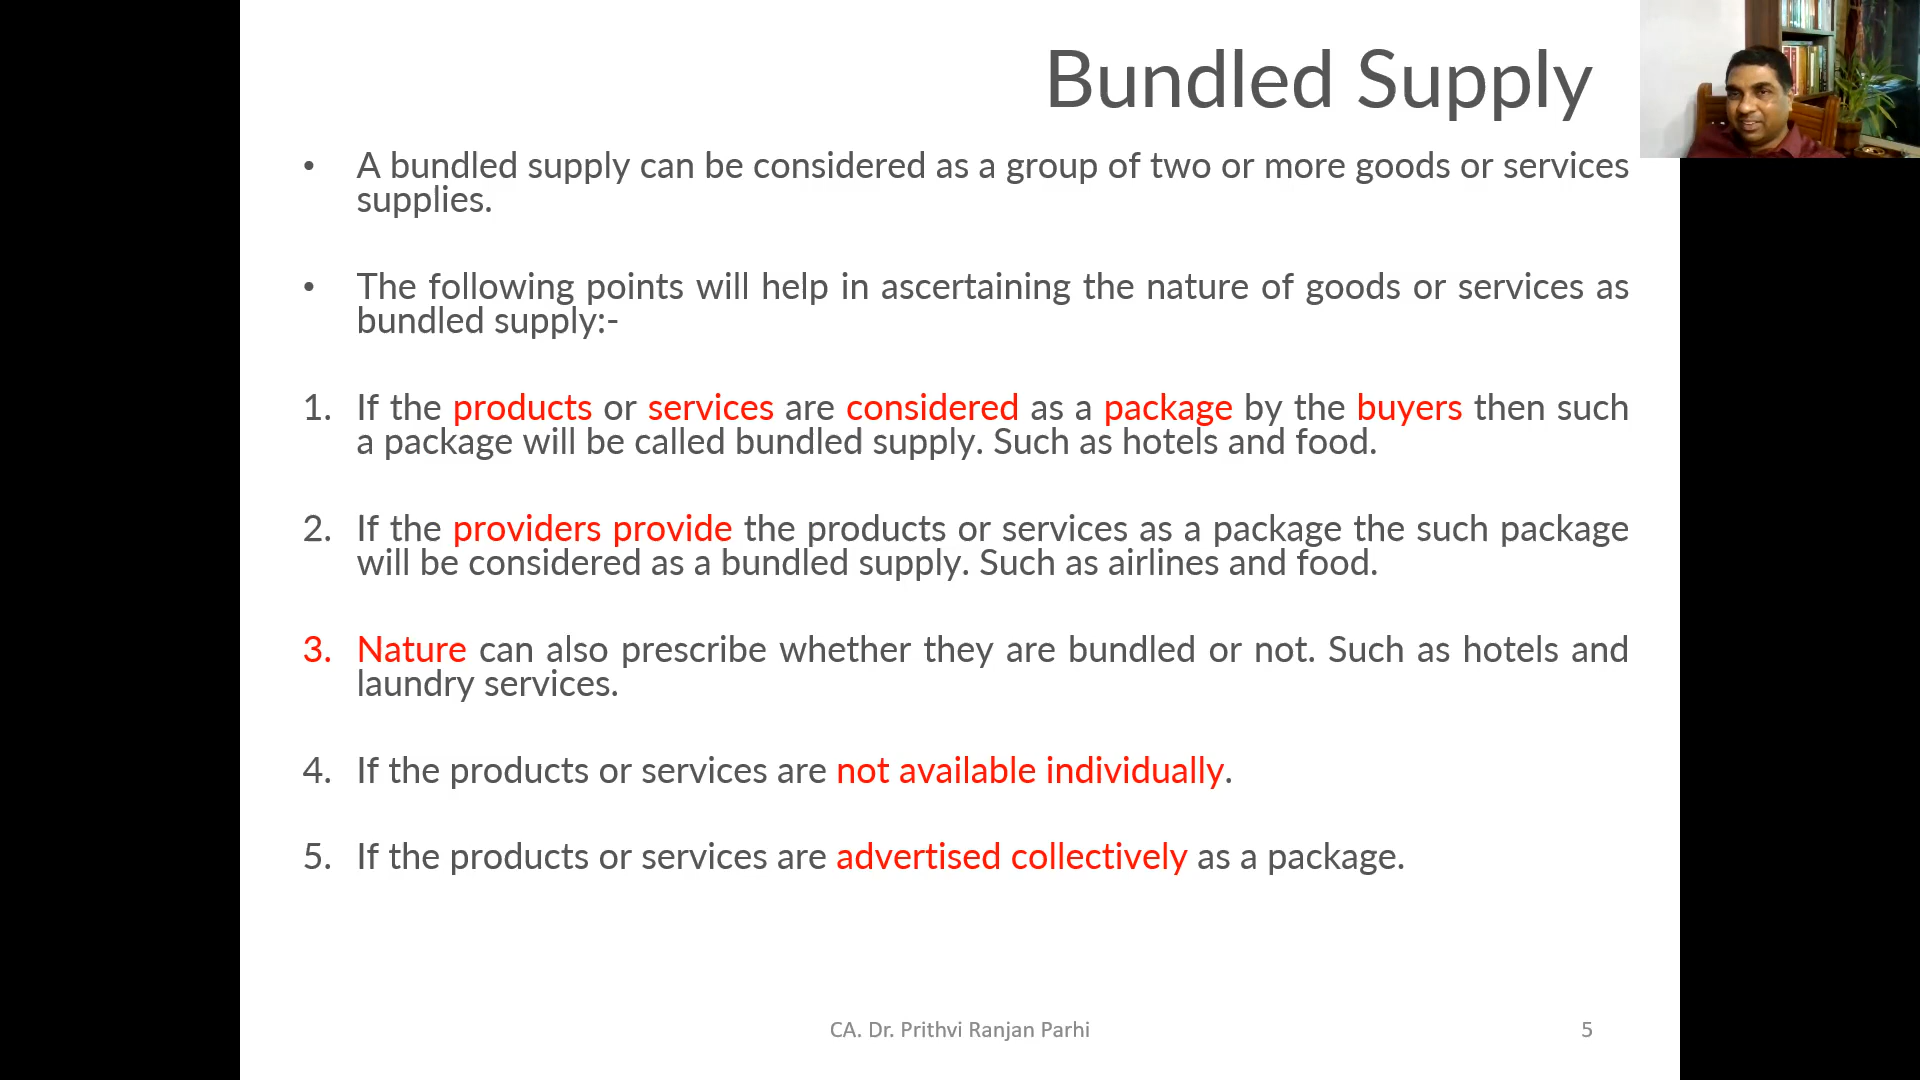 Bundled Supply
• A bundled supply can be considered as a group of two or more goods or services
supplies.
• The following points will help in ascertaining the nature of goods or services as
bundled supply:-
1. If the products or services are considered as a package by the buyers then such
a package will be called bundled supply. Such as hotels and food.
2. If the providers provide the products or services as a package the such package
will be considered as a bundled supply. Such as airlines and food.
3. Nature can also prescribe whether they are bundled or not. Such as hotels and
laundry services.
4. If the products or services are not available individually.
5. If the products or services are advertised collectively as a package.
CA. Dr. Prithvi Ranjan Parhi
5